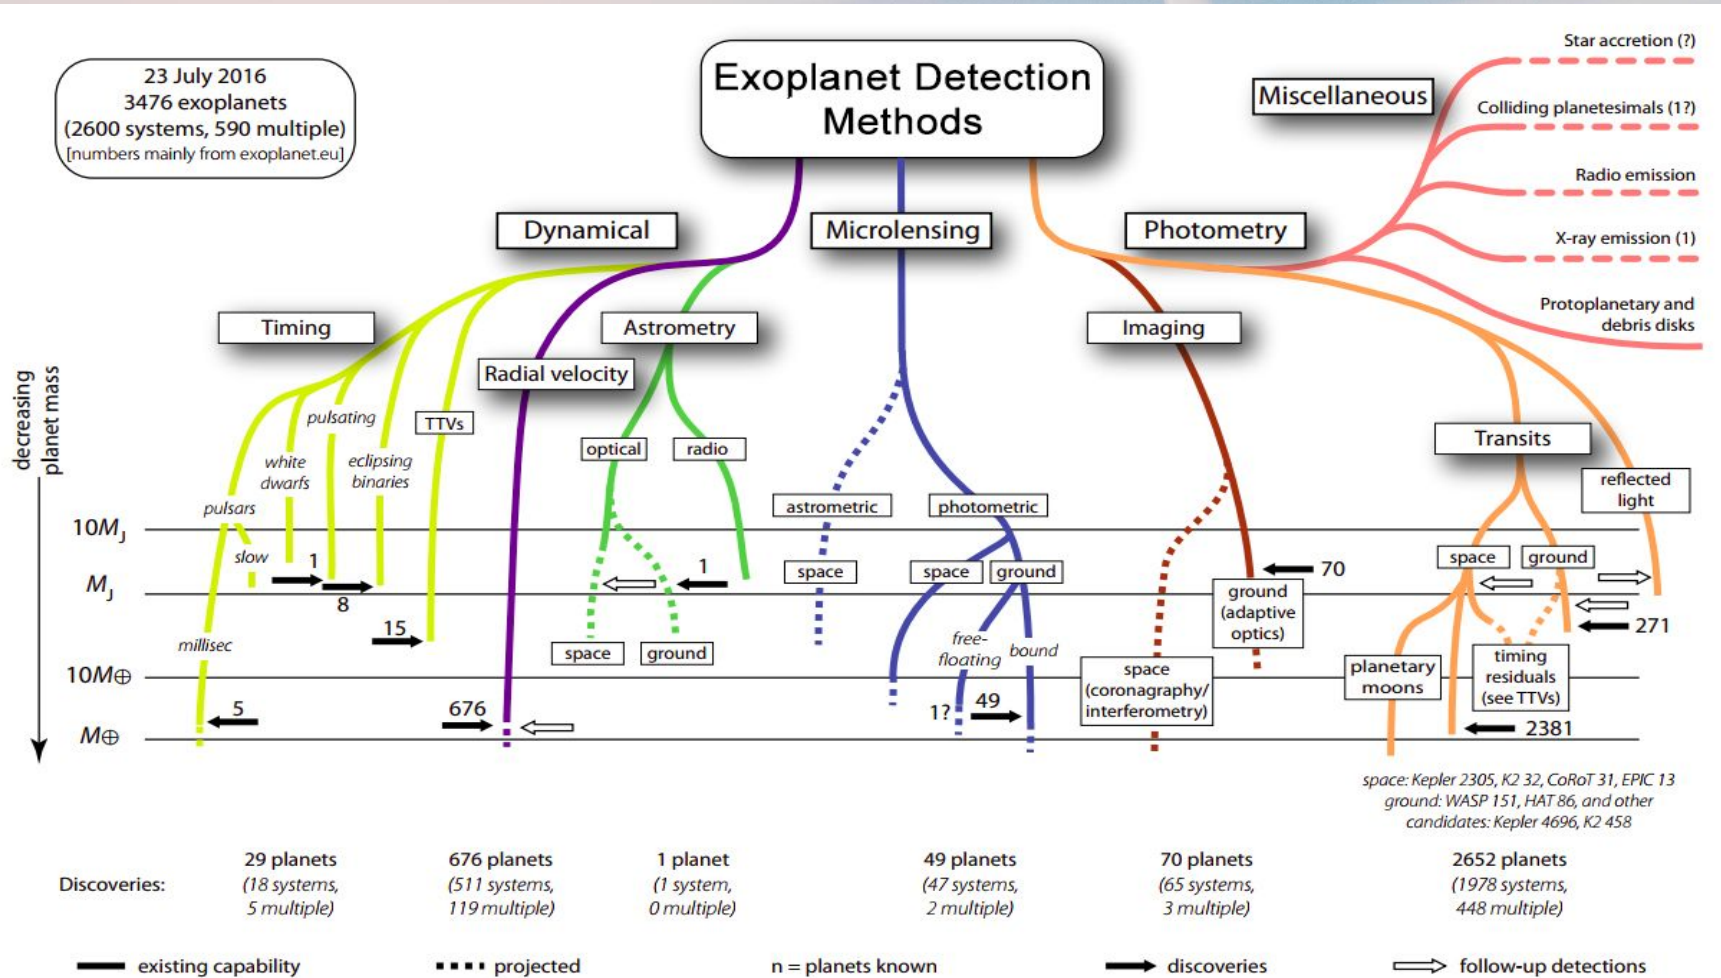 Exoplanet Detection
Methods
23 July 2016
3476 exoplanets
(2600 systems, 590 multiple)
[numbers mainly from exoplanet.eu]
Miscellaneous
Star accretion (?)
Colliding planetesimals (1?)
Radio emission
X-ray emission (1)
Protoplanetary and
debris disks
Dynamical
Microlensing
Photometry
Timing
Astrometry
Imaging
Radial velocity
decreasing
planet mass
pulsating
TTVs
white
dwarfs
eclipsing
binaries
optical
radio
Transits
pulsars
astrometric
photometric
reflected
light
10MJ
slow
1
8
space
1
space
ground
70
space
ground
MJ
15
millisec
space
ground
free-
floating
bound
ground
(adaptive
optics)
271
10M⊕
space
(coronagraphy/
interferometry)
planetary
moons
timing
residuals
(see TTVs)
5
676
1?
49
2381
M⊕
space: Kepler 2305, K2 32, CoRoT 31, EPIC 13
ground: WASP 151, HAT 86, and other
candidates: Kepler 4696, K2 458
Discoveries:
29 planets
(18 systems,
5 multiple)
676 planets
(511 systems,
119 multiple)
1 planet
(1 system,
0 multiple)
49 planets
(47 systems,
2 multiple)
70 planets
(65 systems,
3 multiple)
2652 planets
(1978 systems,
448 multiple)
existing capability
projected
n = planets known
discoveries
follow-up detections